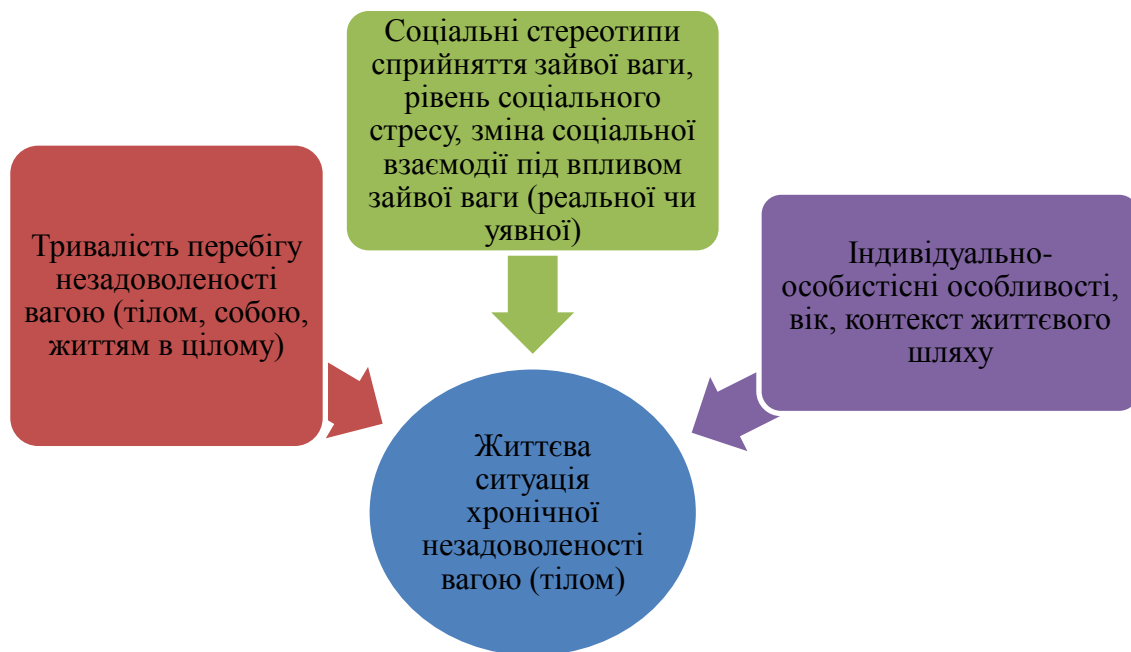 Соціальні стереотипи
сприйняття зайвої ваги,
рівень соціального
стресу, зміна соціальної
взаємодії під впливом
зайвої ваги (реальної чи
уявної)
Тривалість перебігу
незадоволеності
вагою (тілом, собою,
життям в цілому)
Індивідуально-
особистісні особливості,
вік, контекст життєвого
шляху
Життєва
ситуація
хронічної
незадоволеності
вагою (тілом)